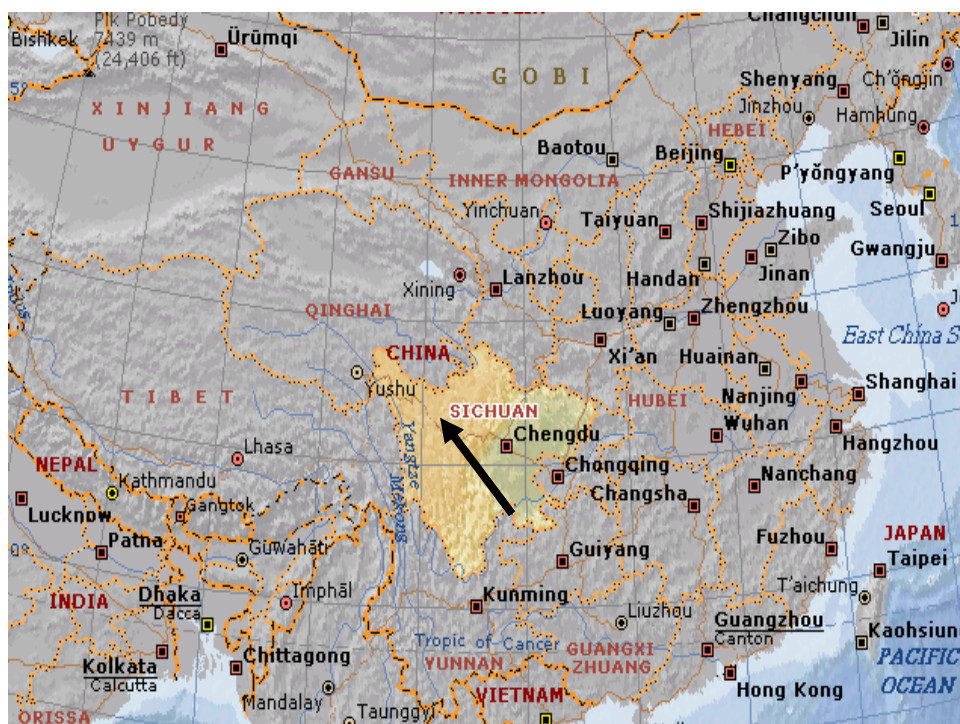 Pik Pobedy
7439 m
(24,406 ft)
Bishkek
Ürümqi
MONGOLIA
Changchun
Jilin
GOBI
Shenyang
Ch'ŏngjin
XINJIANG
UYGUR
Jinzhou
Hamhŭng
HEBEI
Baotou
Beijing
P'yŏngyang
GANSU
INNER MONGOLIA
Seoul
Yinchuan
Taiyuan
Shijiazhuang
Zibo
Gwangju
Xining
Lanzhou
Handan
Jinan
QINGHAI
Luoyang
Zhengzhou
East China S
CHINA
Xi'an
Huainan
Yushu
Nanjing
Shanghai
TIBET
SICHUAN
HUBEI
Wuhan
Chengdu
Hangzhou
Lhasa
Yangtze
NEPAL
Kathmandu
Chongqing
Nanchang
Mekong
Gangtok
Changsha
Lucknow
Patna
Guwahāti
Guiyang
Fuzhou
JAPAN
Taipei
T'aichung
INDIA
Dhaka
Dacca
Imphāl
Kunming
Liuzhou
Guangzhou
Canton
Kaohsiung
Tropic of Cancer
GUANGXI
ZHUANG
Kolkata
Calcutta
Chittagong
YUNNAN
PACIFIC
OCEAN
Mandalay
VIETNAM
Hong Kong
ORISSA
Taunggyi